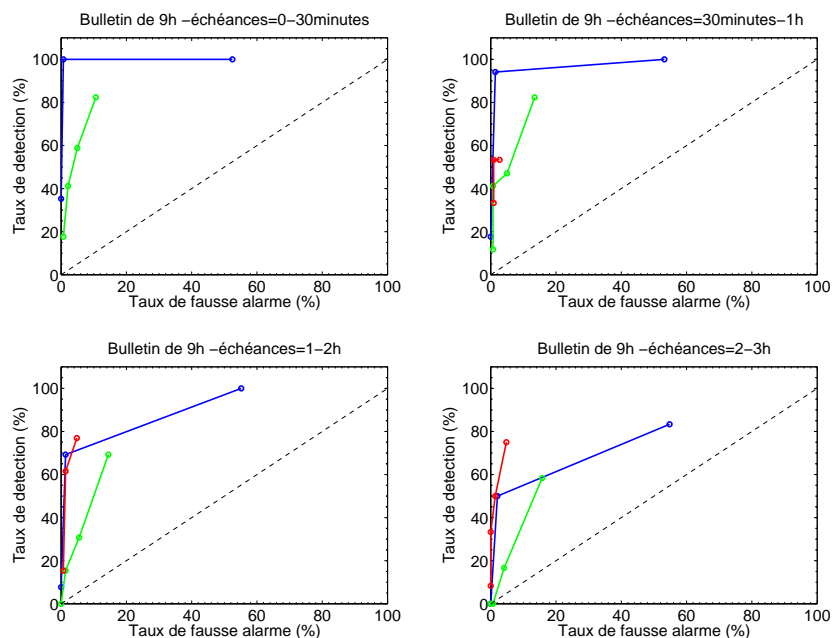 Bulletin de 9h −échéances=0−30minutes
100
80
60
40
20
0
Taux de detection (%)
0 20 40 60 80 100
Taux de fausse alarme (%)
Bulletin de 9h −échéances=30minutes−1h
100
80
60
40
20
0
Taux de detection (%)
0 20 40 60 80 100
Taux de fausse alarme (%)
Bulletin de 9h −échéances=1−2h
100
80
60
40
20
0
Taux de detection (%)
0 20 40 60 80 100
Taux de fausse alarme (%)
Bulletin de 9h −échéances=2−3h
100
80
60
40
20
0
Taux de detection (%)
0 20 40 60 80 100
Taux de fausse alarme (%)